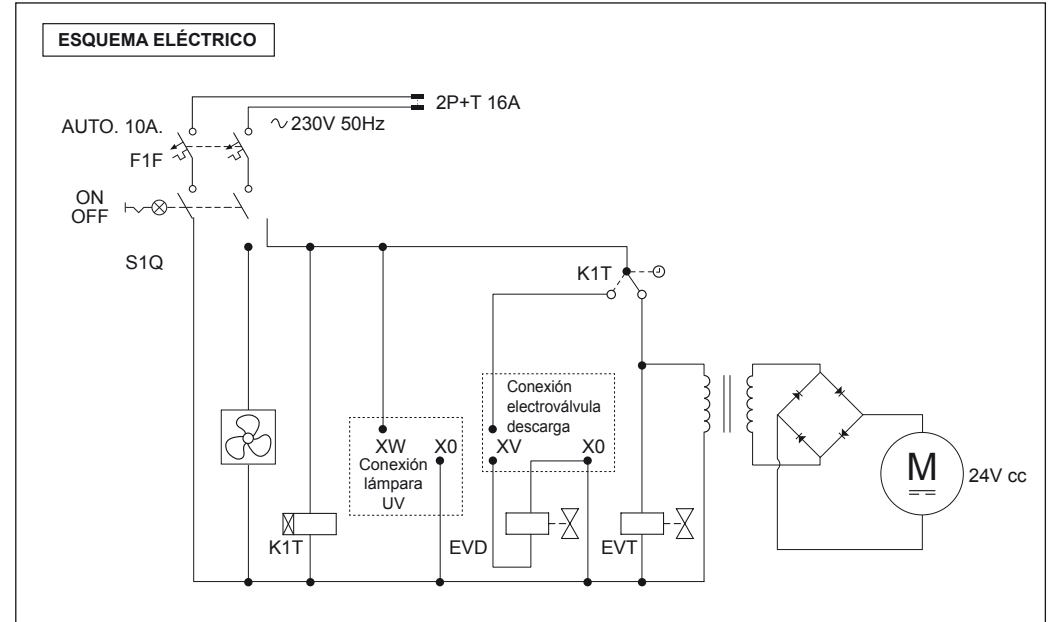 ESQUEMA ELÉCTRICO
2P+T 16A
230V 50Hz
AUTO. 10A.
F1F
ON
OFF
S1Q
K1T
Conexión
electroválvula
descarga
XV
X0
XW
X0
Conexión
lámpara
UV
M
24V cc
K1T
EVD
EVT